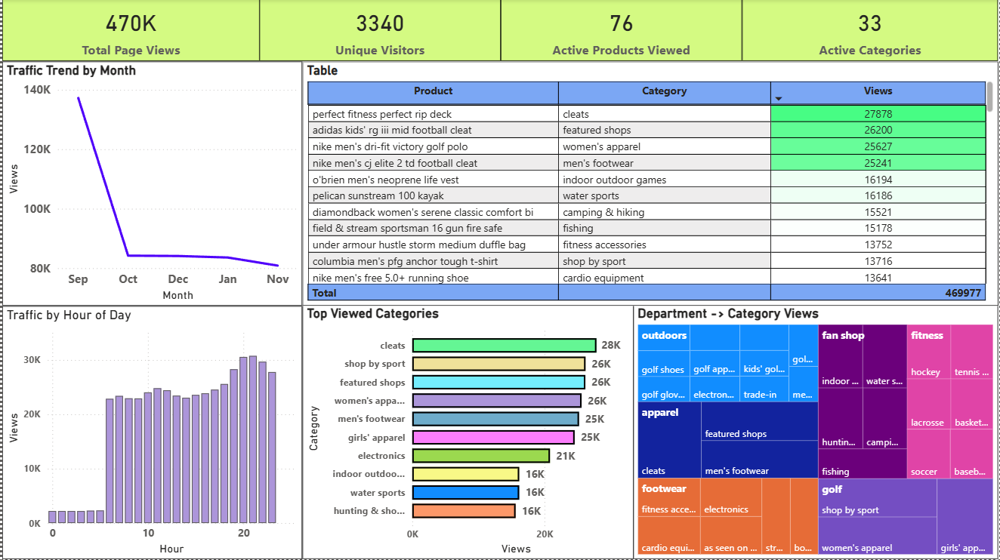 470K
Total Page Views
3340
Unique Visitors
76
Active Products Viewed
33
Active Categories
Traffic Trend by Month
140K
120K
100K
80K
Views
Sep Oct Dec Jan Nov
Month
Table
Product Category Views
perfect fitness perfect rip deck cleats 27878
adidas kids' rg iii mid football cleat featured shops 26200
nike men's dri-fit victory golf polo women's apparel 25627
nike men's cj elite 2 td football cleat men's footwear 25241
o'brien men's neoprene life vest indoor outdoor games 16194
pelican sunstream 100 kayak water sports 16186
diamondback women's serene classic comfort bi camping & hiking 15521
field & stream sportsman 16 gun fire safe fishing 15178
under armour hustle storm medium duffle bag fitness accessories 13752
columbia men's pfg anchor tough t-shirt shop by sport 13716
nike men's free 5.0+ running shoe cardio equipment 13641
Total 469977
Traffic by Hour of Day
30K
20K
10K
0K
Views
0 10 20
Hour
Top Viewed Categories
Category
cleats 28K
shop by sport 26K
featured shops 26K
women's appa... 26K
men's footwear 25K
girls' apparel 25K
electronics 21K
indoor outdoo... 16K
water sports 16K
hunting & sho... 16K
0K 20K
Views
Department -> Category Views
outdoors
golf shoes golf app... kids' gol... gol...
golf glov... electron... trade-in me...
apparel
featured shops
cleats men's footwear
footwear
fitness acce... electronics
cardio equi... as seen on ... str... bo...
fan shop
indoor ... water s...
huntin... campi...
fishing
fitness
hockey tennis ...
lacrosse basket...
soccer baseb...
golf
shop by sport
women's apparel girls' app...